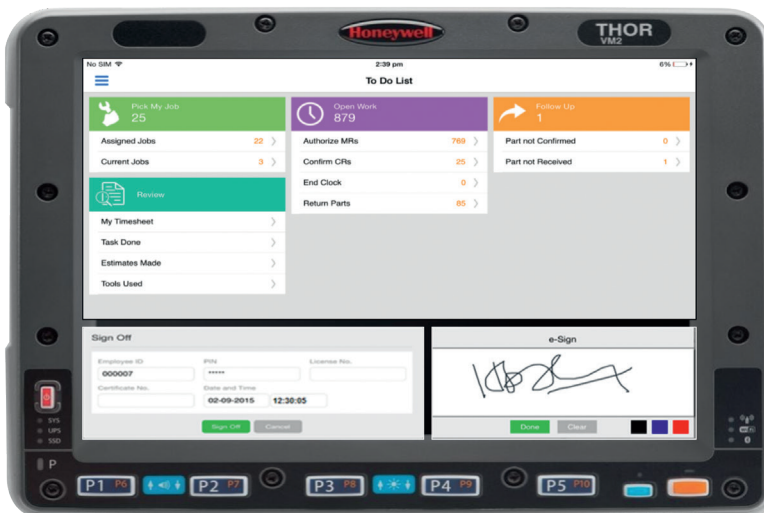 Honeywell
THOR
VM2
No SIM 2:39 pm 6%
To Do List
Pick My Job
25
Assigned Jobs 22
Current Jobs 3
Review
My Timesheet
Task Done
Estimates Made
Tools Used
Open Work
879
Authorize MRs 769
Confirm CRs 25
End Clock 0
Return Parts 85
Follow Up
1
Part not Confirmed 0
Part not Received 1
Sign Off
Employee ID PIN License No.
000007 *****
Certificate No. Date and Time
02-09-2015 12:30:05
Sign Off Cancel
e-Sign
Done Clear
SYS
UPS
SSD
WiFi
P
P1 P6 P2 P7 P3 P8 P4 P9 P5 P10